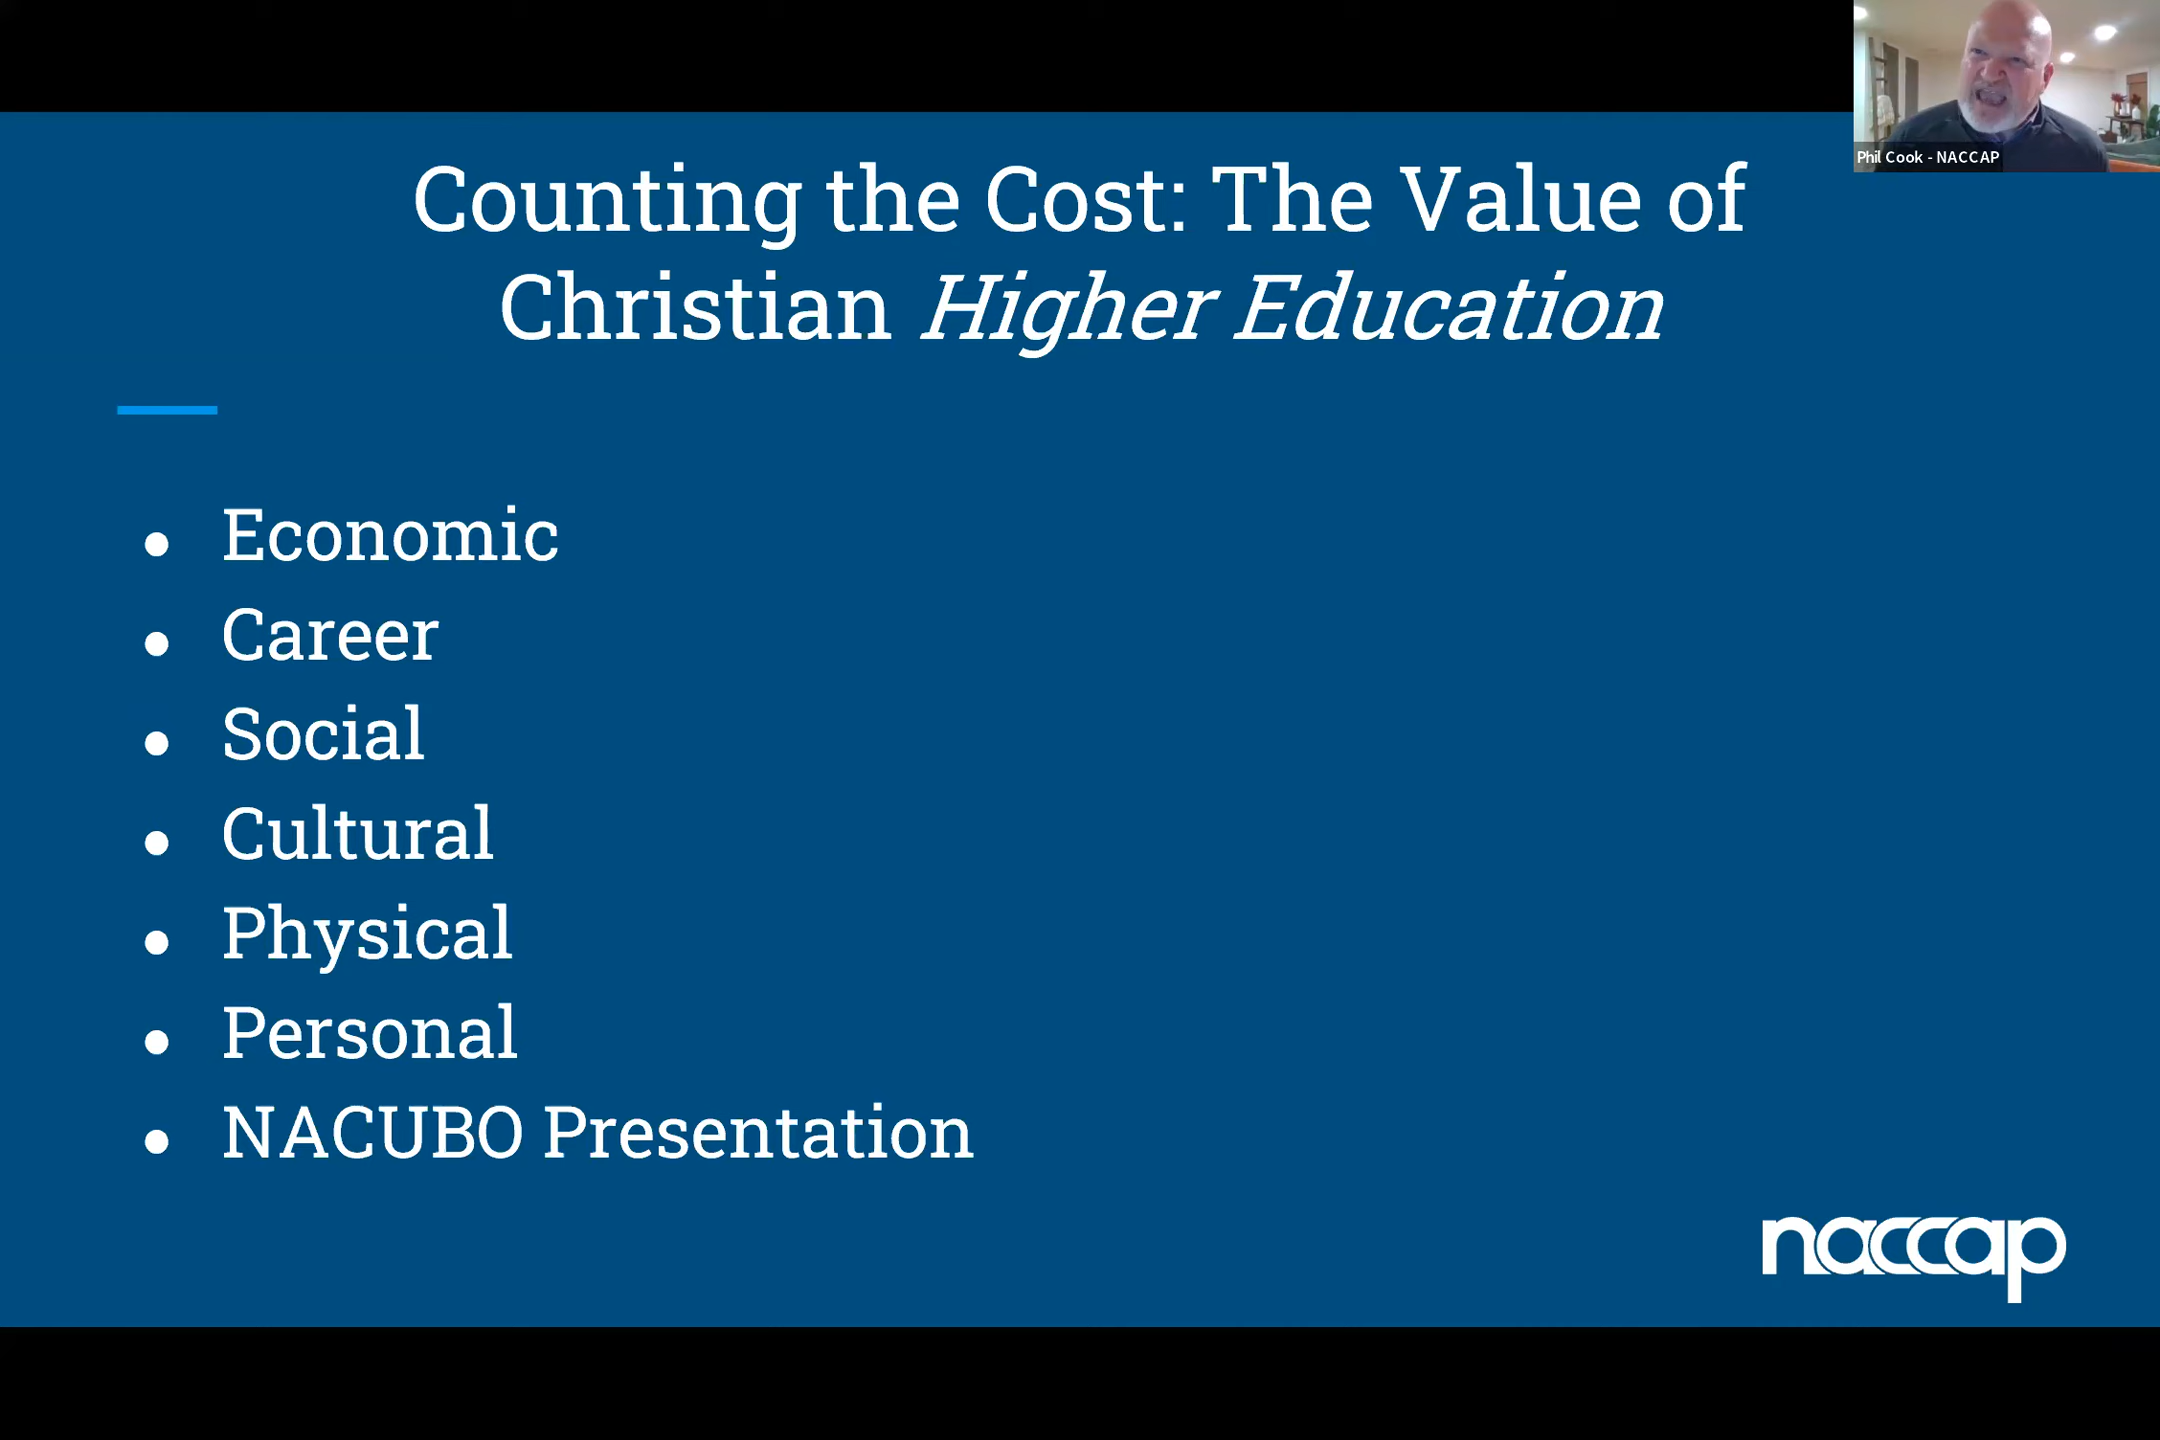 Phil Cook - NACCAP
Counting the Cost: The Value of
Christian Higher Education
● Economic
● Career
● Social
● Cultural
● Physical
● Personal
● NACUBO Presentation
naccap